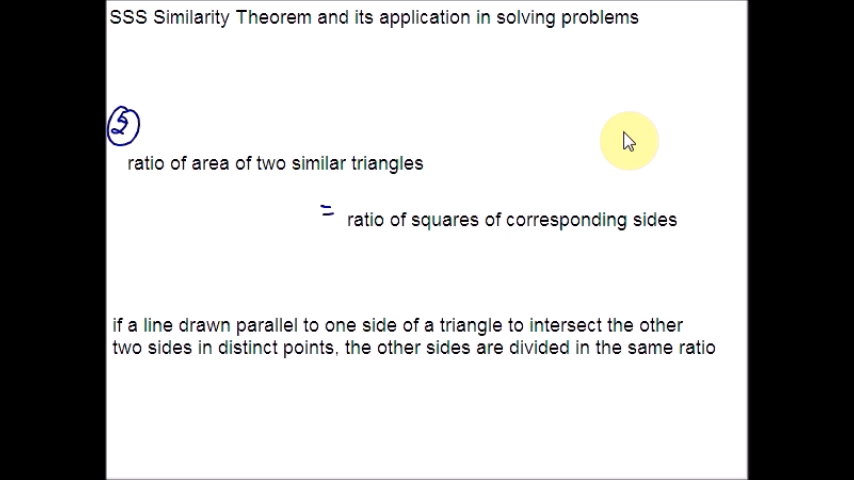 SSS Similarity Theorem and its application in solving problems
5
ratio of area of two similar triangles
= ratio of squares of corresponding sides
if a line drawn parallel to one side of a triangle to intersect the other
two sides in distinct points, the other sides are divided in the same ratio